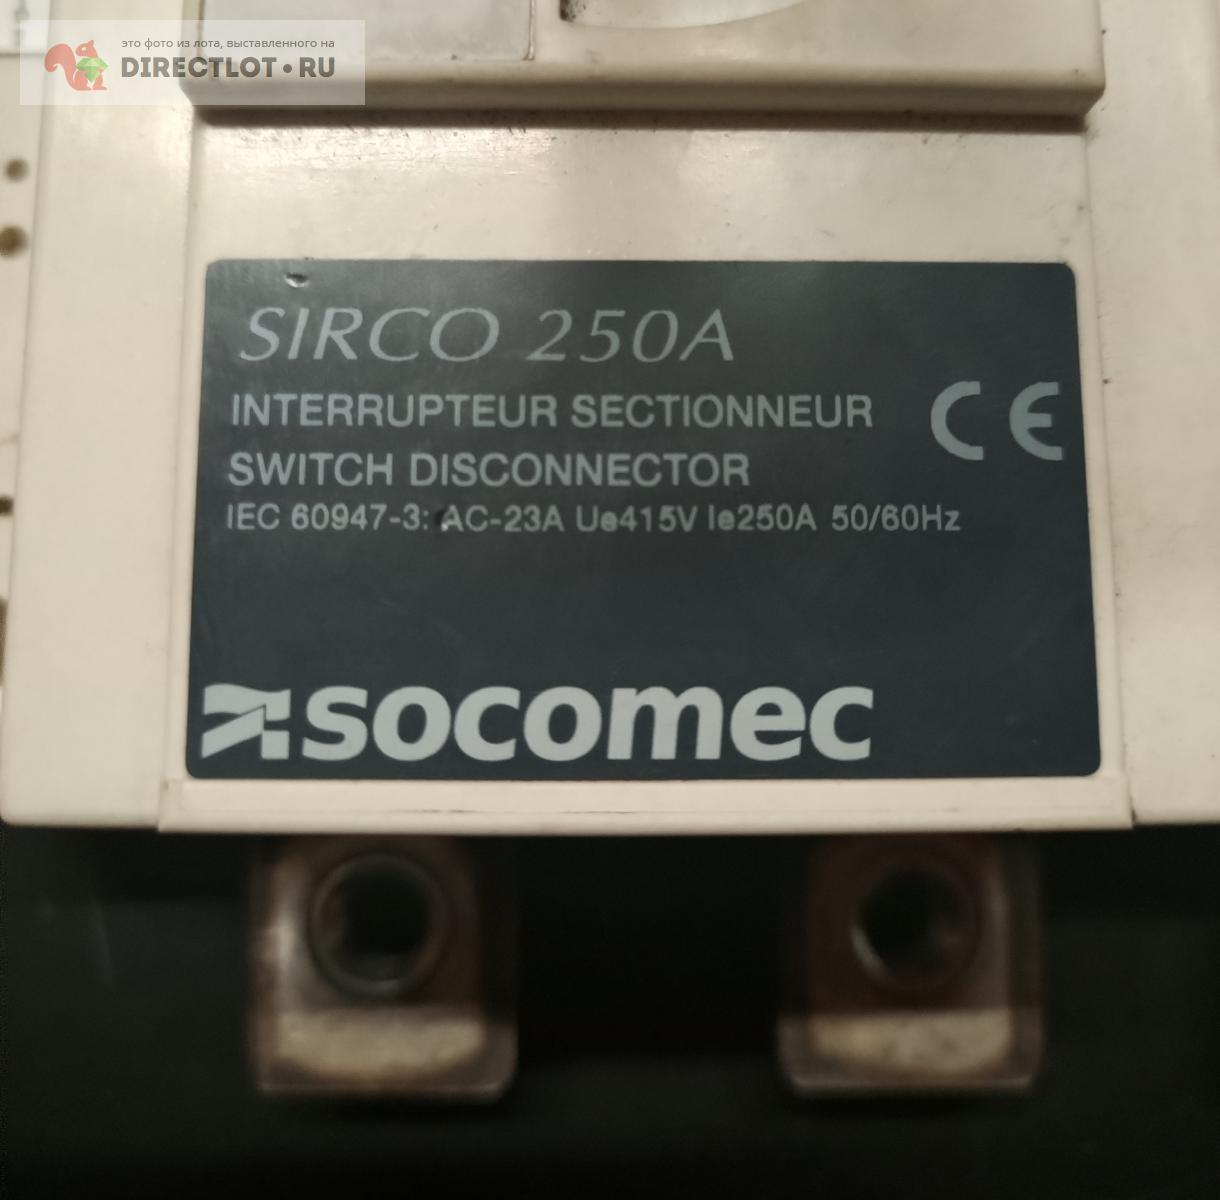 это фото из лота, выставленного на
DIRECTLOT•RU
SIRCO 250A
INTERRUPTEUR SECTIONNEUR
CE
SWITCH DISCONNECTOR
IEC 60947-3: AC-23A Ue415V Ie250A 50/60Hz
socomec